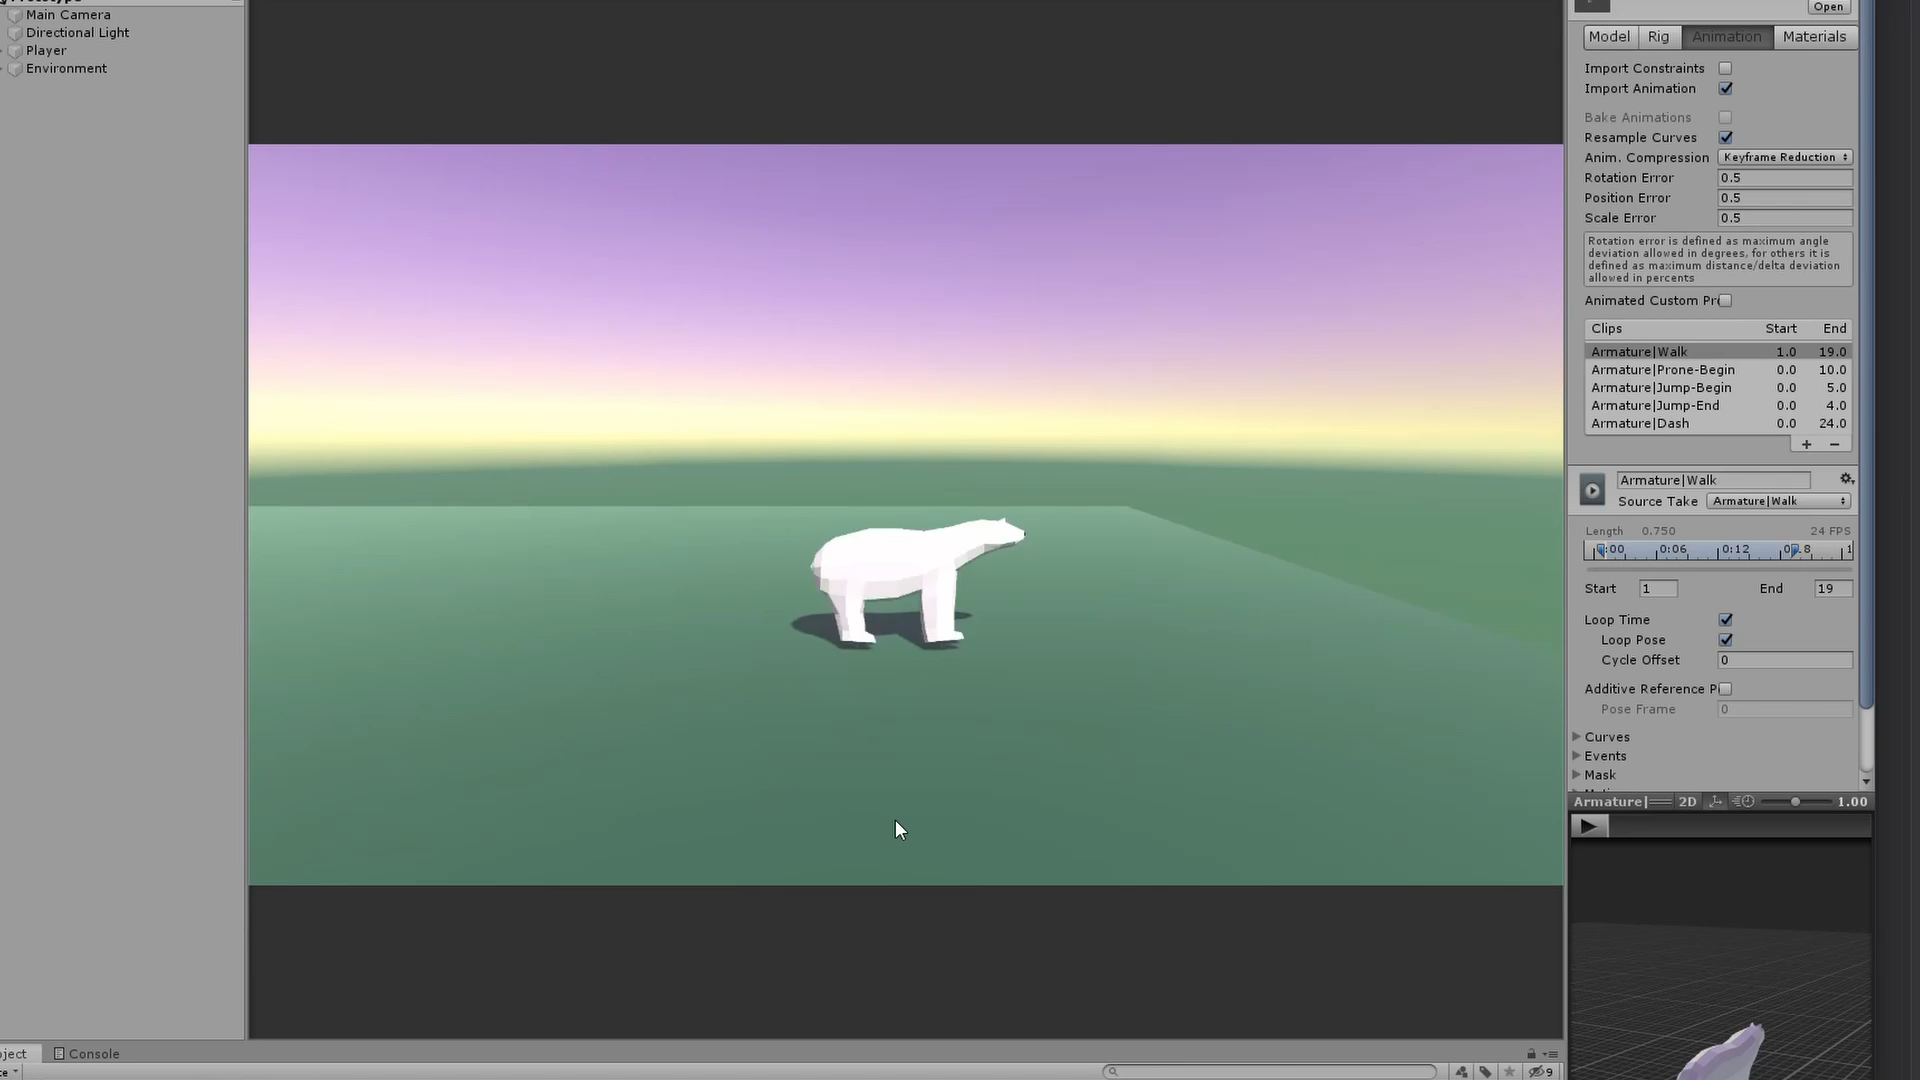 Main Camera
Directional Light
Player
Environment
Open
Model Rig Animation Materials
Import Constraints
Import Animation
Bake Animations
Resample Curves
Anim. Compression Keyframe Reduction
Rotation Error 0.5
Position Error 0.5
Scale Error 0.5
Rotation error is defined as maximum angle
deviation allowed in degrees, for others it is
defined as maximum distance/delta deviation
allowed in percents
Animated Custom Pr
Clips Start End
Armature|Walk 1.0 19.0
Armature|Prone-Begin 0.0 10.0
Armature|Jump-Begin 0.0 5.0
Armature|Jump-End 0.0 4.0
Armature|Dash 0.0 24.0
+ −
Armature|Walk
Source Take Armature|Walk
Length 0.750 24 FPS
:00 0:06 0:12 8 1
Start 1 End 19
Loop Time
Loop Pose
Cycle Offset 0
Additive Reference P
Pose Frame 0
Curves
Events
Mask
Armature| 2D 1.00
ject Console
te 9